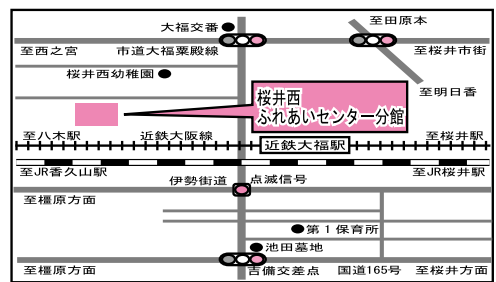 大福交番
至田原本
至西之宮
市道大福粟殿線
至桜井市街
桜井西幼稚園
至明日香
桜井西
ふれあいセンター分館
至八木駅
近鉄大阪線
至桜井駅
近鉄大福駅
至JR香久山駅
至JR桜井駅
伊勢街道
点滅信号
至橿原方面
第1保育所
池田墓地
至橿原方面
吉備交差点
国道165号
至桜井方面